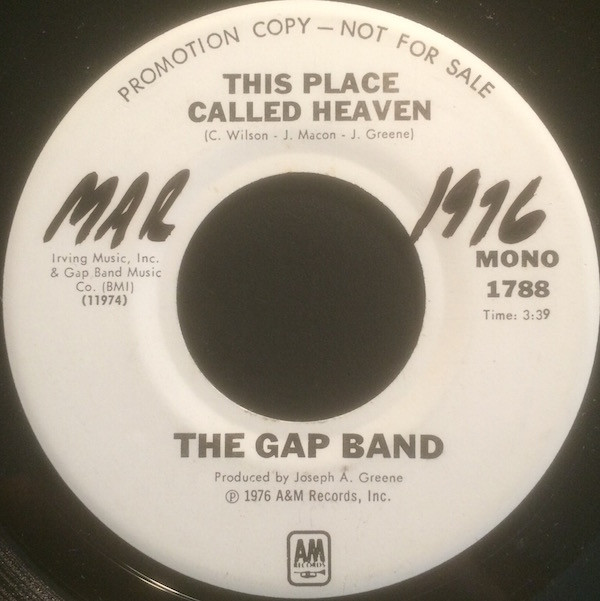 PROMOTION COPY — NOT FOR SALE
THIS PLACE
CALLED HEAVEN
(C. Wilson - J. Macon - J. Greene)
MAR
1976
Irving Music, Inc.
& Gap Band Music
Co. (BMI)
(11974)
MONO
1788
Time: 3:39
THE GAP BAND
Produced by Joseph A. Greene
℗ 1976 A&M Records, Inc.
AM
RECORDS